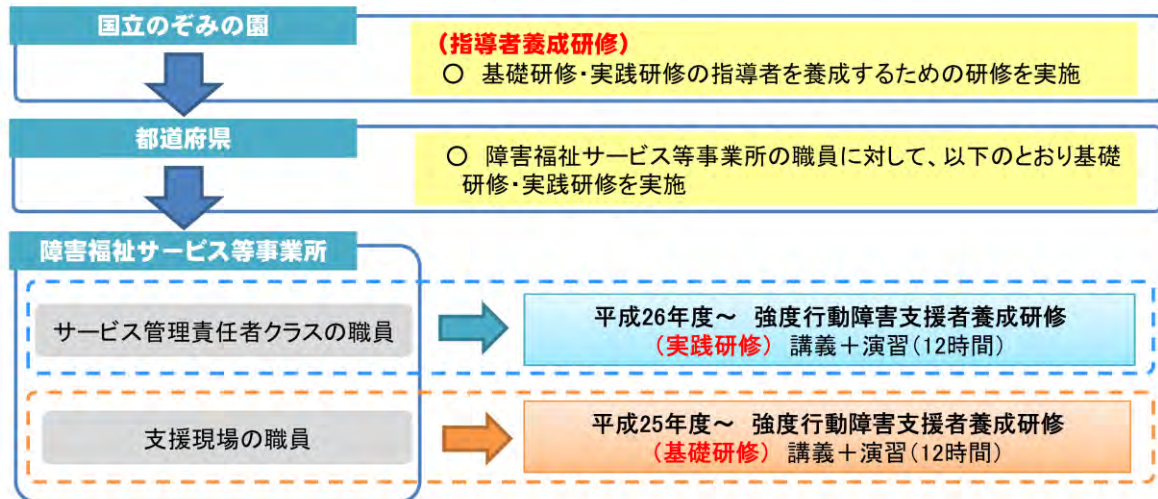 国立のぞみの園
(指導者養成研修)
○ 基礎研修・実践研修の指導者を養成するための研修を実施
都道府県
○ 障害福祉サービス等事業所の職員に対して、以下のとおり基礎
研修・実践研修を実施
障害福祉サービス等事業所
サービス管理責任者クラスの職員
平成26年度~ 強度行動障害支援者養成研修
(実践研修) 講義+演習(12時間)
支援現場の職員
平成25年度~ 強度行動障害支援者養成研修
(基礎研修) 講義+演習(12時間)